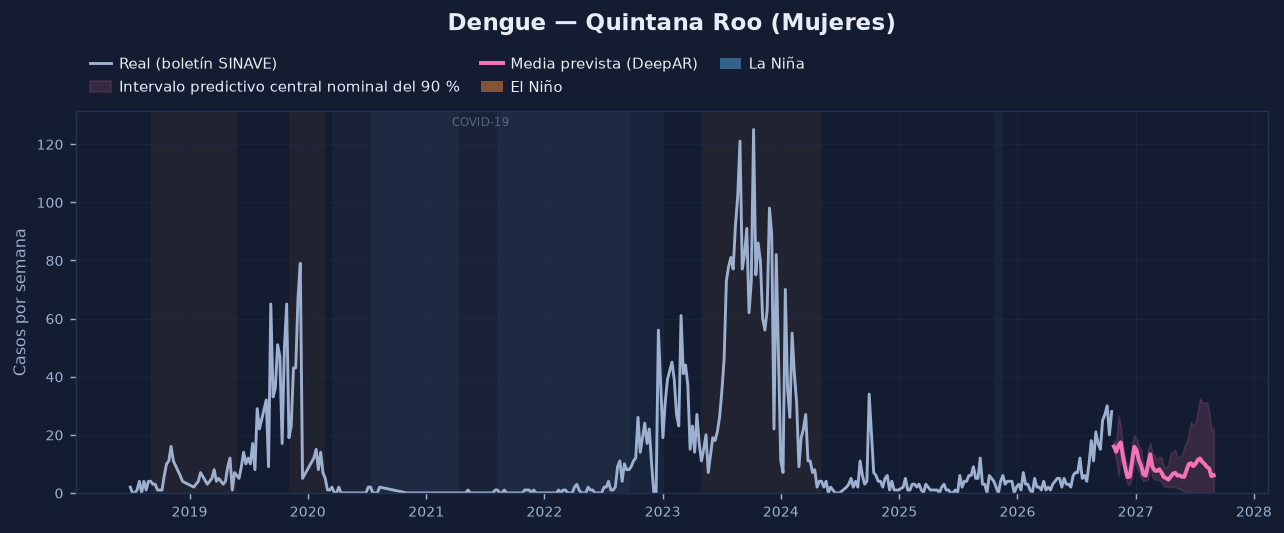 Dengue — Quintana Roo (Mujeres)
Real (boletín SINAVE)
Intervalo predictivo central nominal del 90 %
Media prevista (DeepAR)
El Niño
La Niña
COVID-19
Casos por semana
120
100
80
60
40
20
0
2019 2020 2021 2022 2023 2024 2025 2026 2027 2028